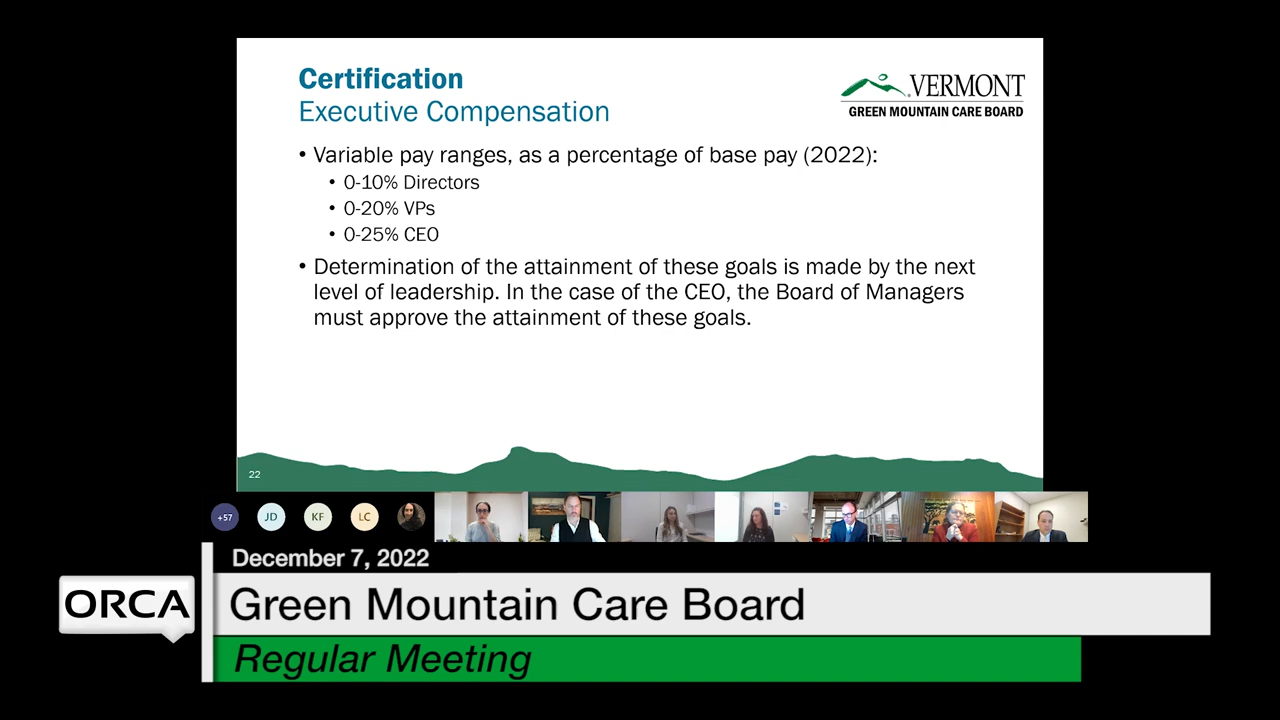 Certification
Executive Compensation
VERMONT
GREEN MOUNTAIN CARE BOARD
• Variable pay ranges, as a percentage of base pay (2022):
• 0-10% Directors
• 0-20% VPs
• 0-25% CEO
• Determination of the attainment of these goals is made by the next
level of leadership. In the case of the CEO, the Board of Managers
must approve the attainment of these goals.
22
+57
JD
KF
LC
December 7, 2022
ORCA
Green Mountain Care Board
Regular Meeting